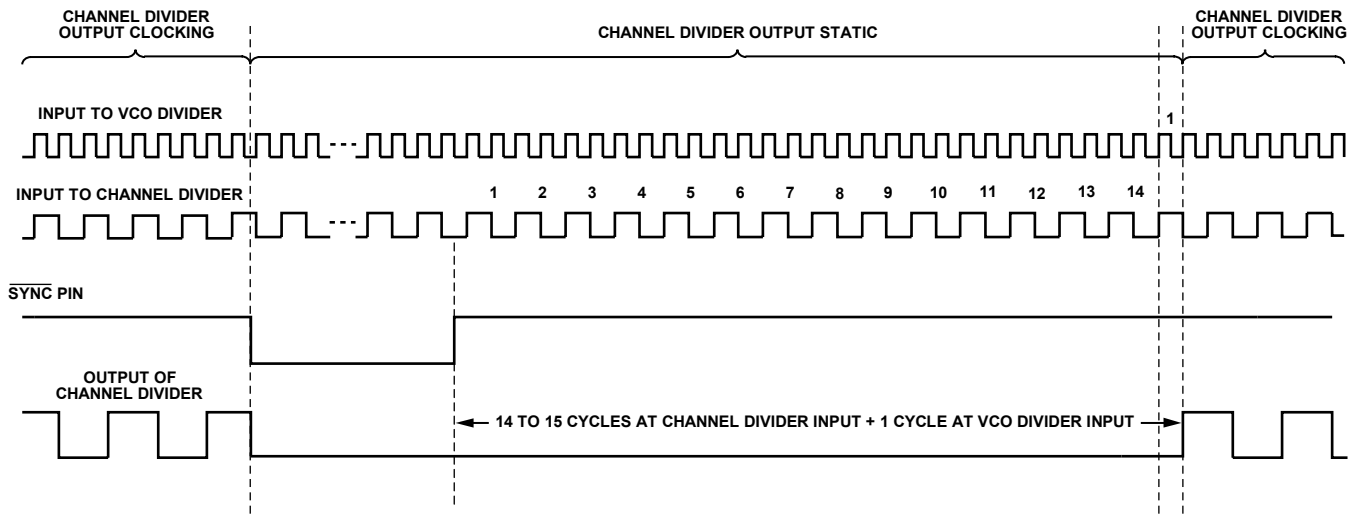 CHANNEL DIVIDER
OUTPUT CLOCKING
CHANNEL DIVIDER OUTPUT STATIC
CHANNEL DIVIDER
OUTPUT CLOCKING
INPUT TO VCO DIVIDER
1
INPUT TO CHANNEL DIVIDER
1 2 3 4 5 6 7 8 9 10 11 12 13 14
SYNC PIN
OUTPUT OF
CHANNEL DIVIDER
14 TO 15 CYCLES AT CHANNEL DIVIDER INPUT + 1 CYCLE AT VCO DIVIDER INPUT